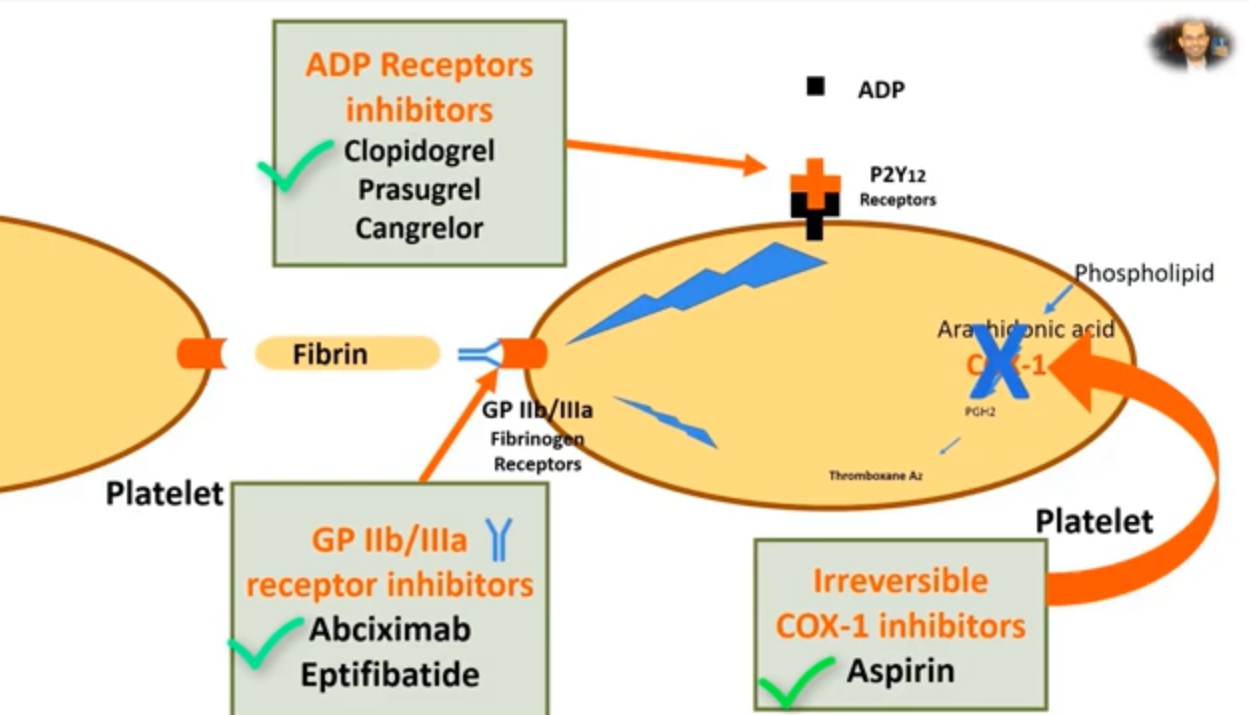 ADP Receptors
inhibitors
Clopidogrel
Prasugrel
Cangrelor
ADP
P2Y12
Receptors
Phospholipid
Arachidonic acid
COX-1
PGH2
Thromboxane A2
Fibrin
GP IIb/IIIa
Fibrinogen
Receptors
Platelet
Platelet
GP IIb/IIIa
receptor inhibitors
Abciximab
Eptifibatide
Irreversible
COX-1 inhibitors
Aspirin